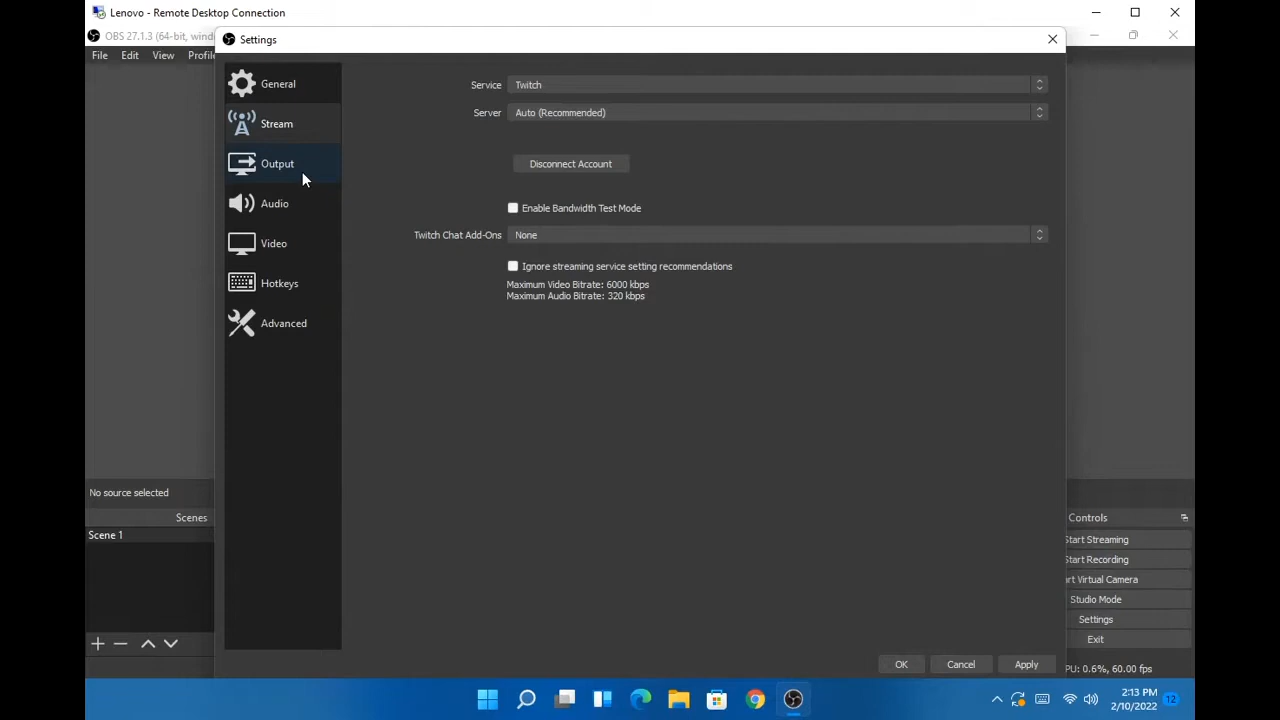 Lenovo - Remote Desktop Connection
OBS 27.1.3 (64-bit, wind
Settings
File Edit View Profile
General
Stream
Output
Audio
Video
Hotkeys
Advanced
Service Twitch
Server Auto (Recommended)
Disconnect Account
Enable Bandwidth Test Mode
Twitch Chat Add-Ons None
Ignore streaming service setting recommendations
Maximum Video Bitrate: 6000 kbps
Maximum Audio Bitrate: 320 kbps
No source selected
Scenes
Scene 1
Controls
Start Streaming
Start Recording
rt Virtual Camera
Studio Mode
Settings
Exit
OK Cancel Apply
PU: 0.6%, 60.00 fps
2:13 PM
2/10/2022
12